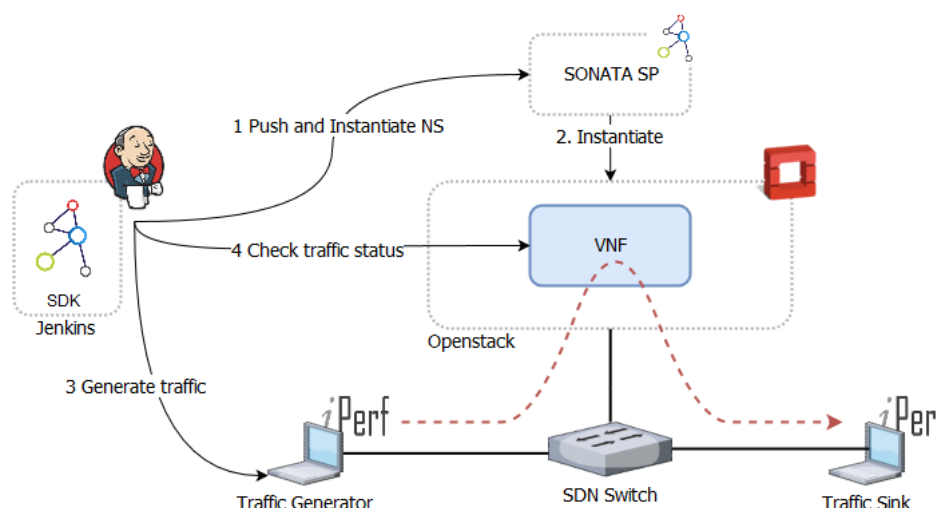 SONATA SP
1 Push and Instantiate NS
2. Instantiate
VNF
4 Check traffic status
SDK
Jenkins
Openstack
3 Generate traffic
iPerf
iPer
Traffic Generator
SDN Switch
Traffic Sink